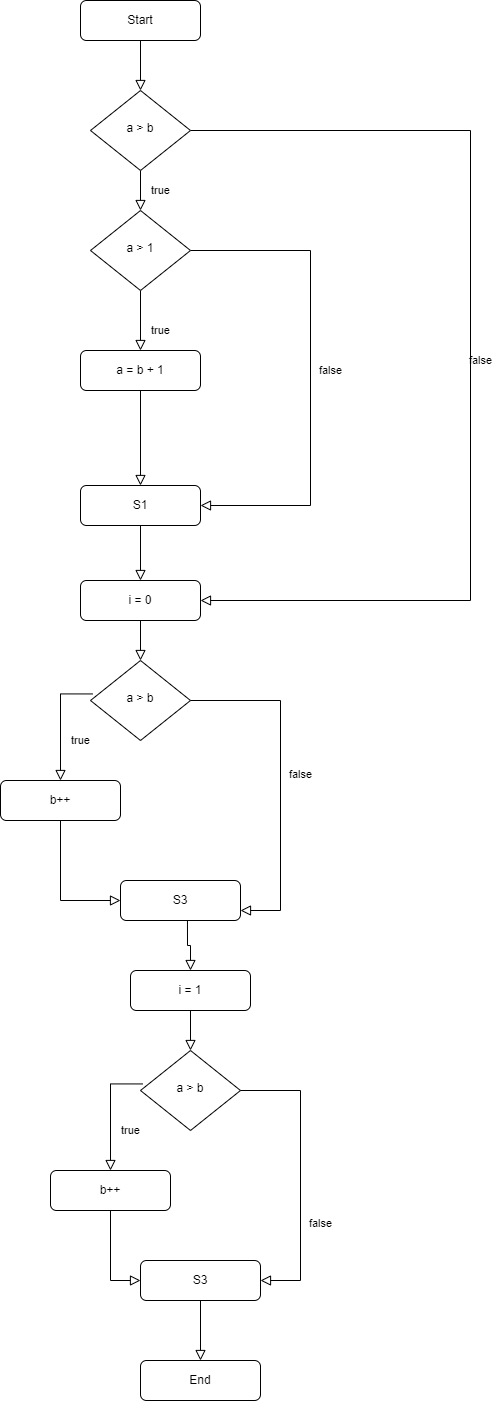 Start
a > b
true
a > 1
true
a = b + 1
false
false
S1
i = 0
a > b
true
false
b++
S3
i = 1
a > b
true
b++
false
S3
End